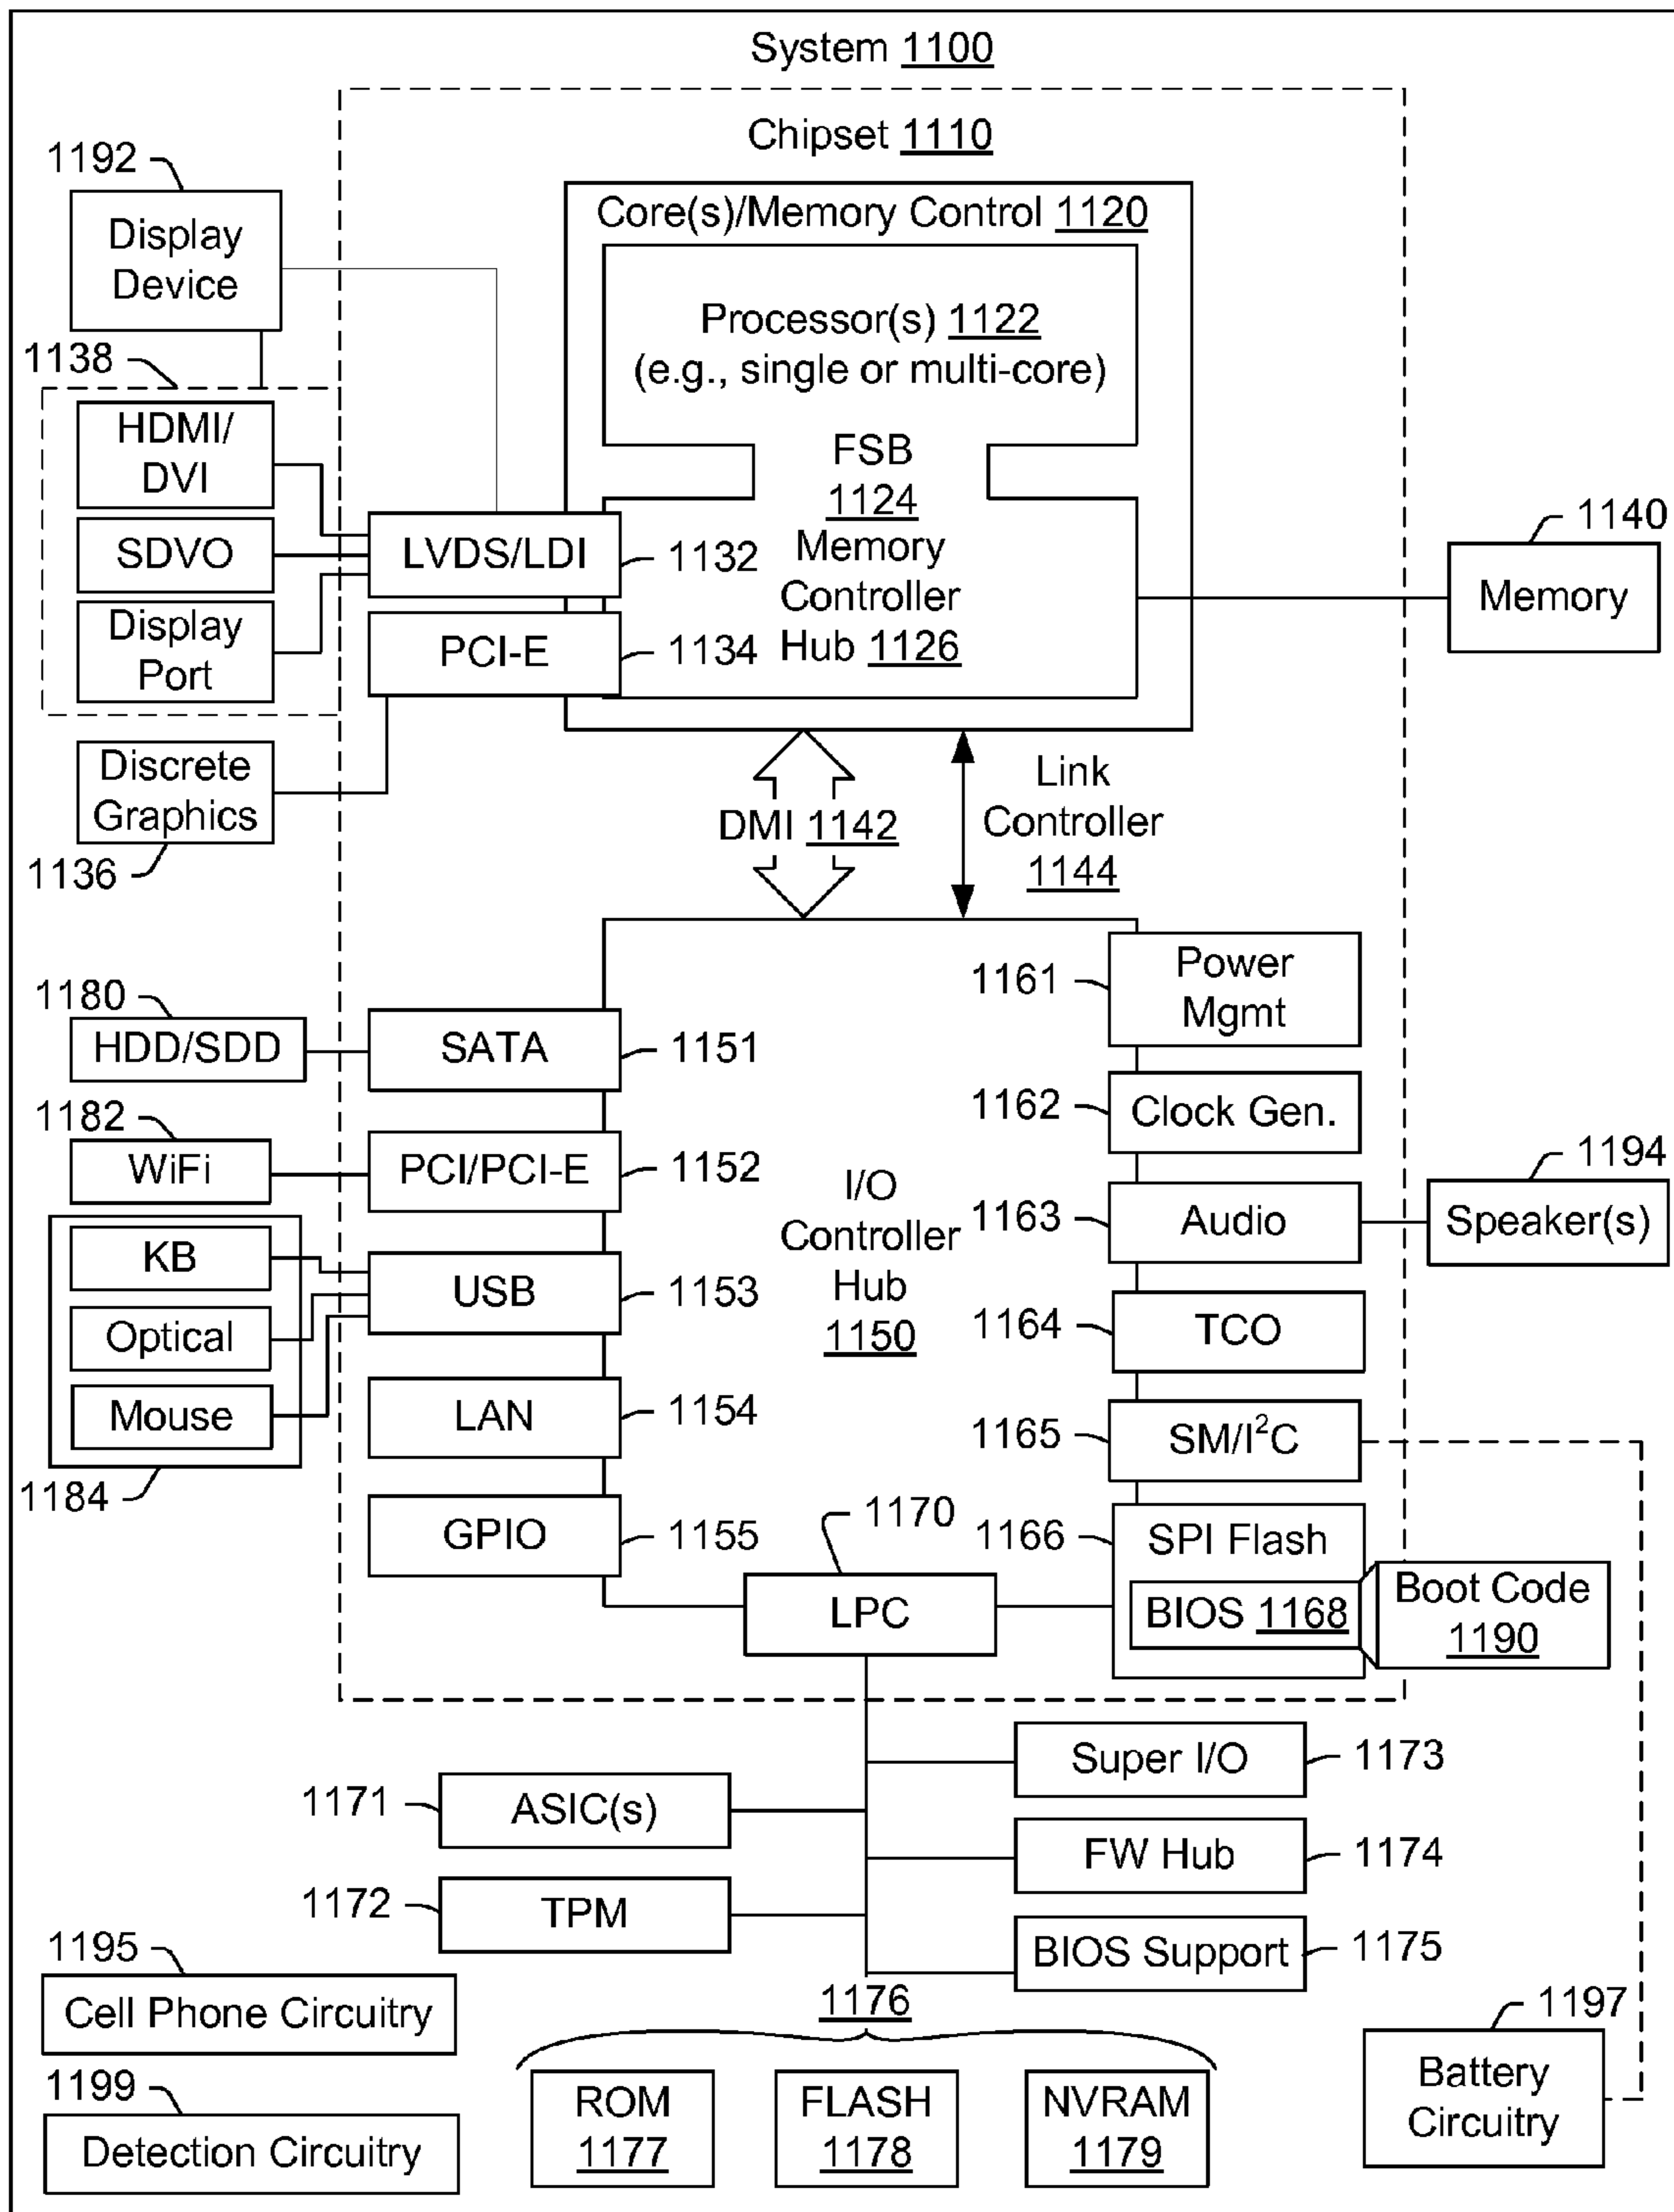 System 1100
Chipset 1110
1192
Display
Device
Core(s)/Memory Control 1120
Processor(s) 1122
(e.g., single or multi-core)
1138
HDMI/
DVI
SDVO
Display
Port
FSB
1124
Memory
Controller
Hub 1126
LVDS/LDI
1132
PCI-E
1134
1140
Memory
Discrete
Graphics
1136
DMI 1142
Link
Controller
1144
1180
HDD/SDD
SATA
1151
1182
WiFi
PCI/PCI-E
1152
KB
Optical
Mouse
1184
USB
1153
LAN
1154
GPIO
1155
I/O
Controller
Hub
1150
1161
Power
Mgmt
1162
Clock Gen.
1163
Audio
1194
Speaker(s)
1164
TCO
1165
SM/I²C
1166
SPI Flash
BIOS 1168
Boot Code
1190
1170
LPC
1171
ASIC(s)
1172
TPM
Super I/O
1173
FW Hub
1174
BIOS Support
1175
1195
Cell Phone Circuitry
1199
Detection Circuitry
1176
ROM
1177
FLASH
1178
NVRAM
1179
1197
Battery
Circuitry